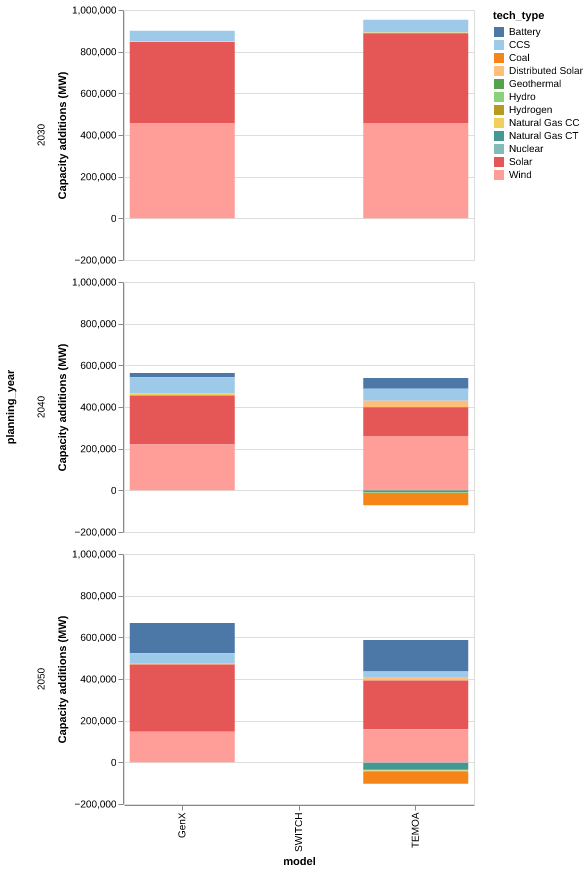 tech_type
Battery
CCS
Coal
Distributed Solar
Geothermal
Hydro
Hydrogen
Natural Gas CC
Natural Gas CT
Nuclear
Solar
Wind
planning_year
2030
Capacity additions (MW)
1,000,000
800,000
600,000
400,000
200,000
0
−200,000
2040
Capacity additions (MW)
1,000,000
800,000
600,000
400,000
200,000
0
−200,000
2050
Capacity additions (MW)
1,000,000
800,000
600,000
400,000
200,000
0
−200,000
GenX
SWITCH
TEMOA
model